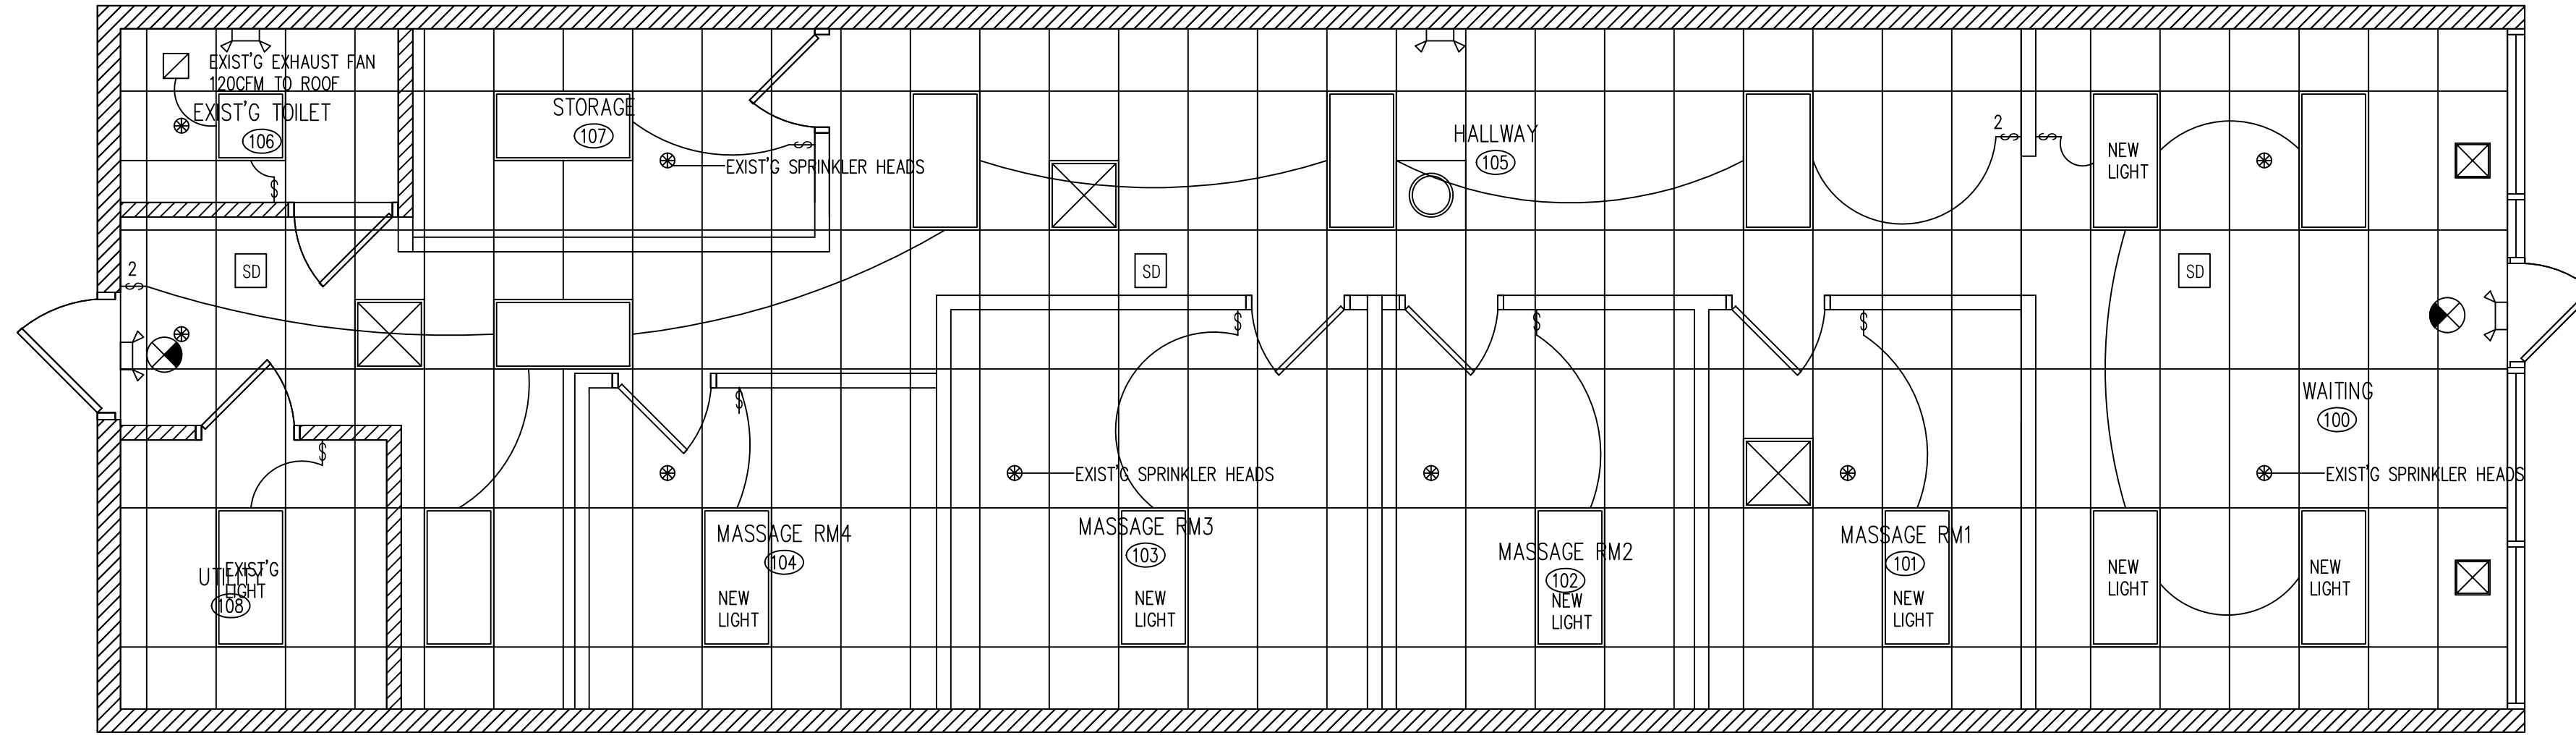 EXIST'G EXHAUST FAN
120CFM TO ROOF
EXIST'G TOILET
106
$
STORAGE
107
$
EXIST'G SPRINKLER HEADS
HALLWAY
105
2
$
$
NEW
LIGHT
2
$
SD
SD
SD
$
$
$
$
$
WAITING
100
EXIST'G SPRINKLER HEADS
EXIST'G SPRINKLER HEADS
UTILITY
108
EXIST'G
LIGHT
MASSAGE RM4
104
NEW
LIGHT
MASSAGE RM3
103
NEW
LIGHT
MASSAGE RM2
102
NEW
LIGHT
MASSAGE RM1
101
NEW
LIGHT
NEW
LIGHT
NEW
LIGHT